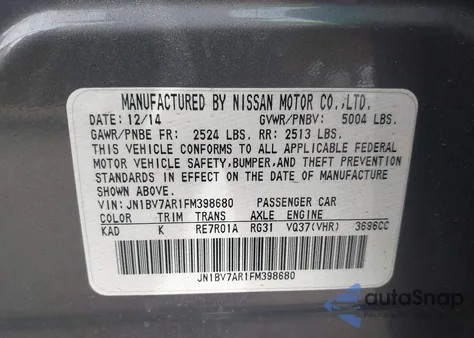 MANUFACTURED BY NISSAN MOTOR CO.,LTD.
DATE: 12/14 GVWR/PNBV: 5004 LBS.
GAWR/PNBE FR: 2524 LBS. RR: 2513 LBS.
THIS VEHICLE CONFORMS TO ALL APPLICABLE FEDERAL
MOTOR VEHICLE SAFETY,BUMPER,AND THEFT PREVENTION
STANDARDS IN EFFECT ON THE DATE OF MANUFACTURE
SHOWN ABOVE.
VIN: JN1BV7AR1FM398680 PASSENGER CAR
COLOR TRIM TRANS AXLE ENGINE
KAD K RE7R01A RG31 VQ37(VHR) 3696CC
JN1BV7AR1FM398680
autoSnap